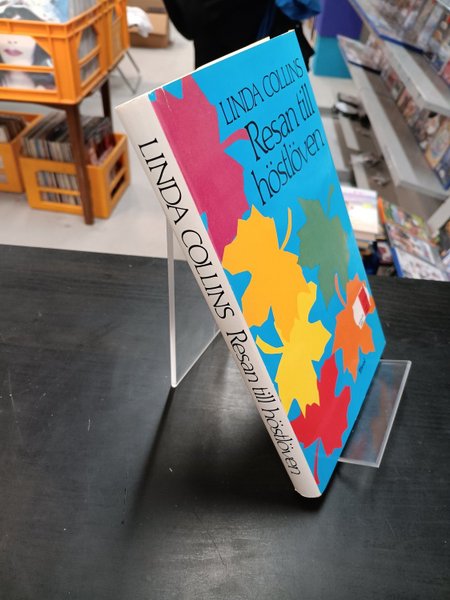 LINDA COLLINS
Resan till
höstlöven
LINDA COLLINS Resan till höstlöven